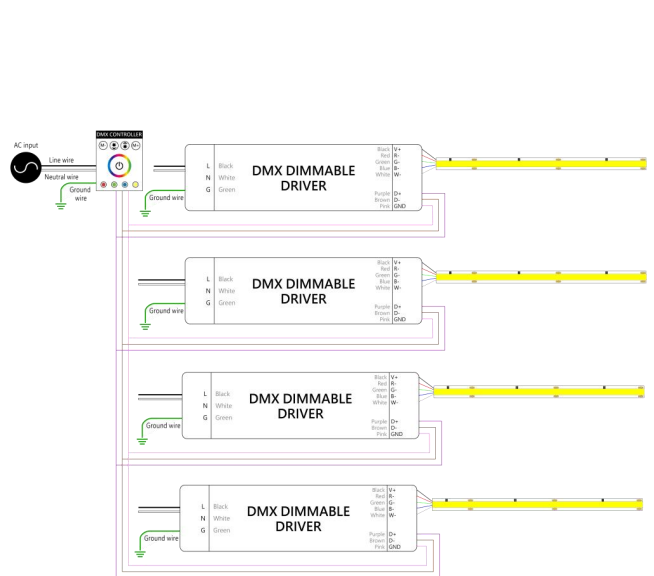 DMX CONTROLLER
M- M+
AC input
Line wire
Neutral wire
Ground
wire
Ground wire
L Black
N White
G Green
DMX DIMMABLE
DRIVER
Black V+
Red R-
Green G-
Blue B-
White W-
Purple D+
Brown D-
Pink GND
Ground wire
L Black
N White
G Green
DMX DIMMABLE
DRIVER
Black V+
Red R-
Green G-
Blue B-
White W-
Purple D+
Brown D-
Pink GND
Ground wire
L Black
N White
G Green
DMX DIMMABLE
DRIVER
Black V+
Red R-
Green G-
Blue B-
White W-
Purple D+
Brown D-
Pink GND
Ground wire
L Black
N White
G Green
DMX DIMMABLE
DRIVER
Black V+
Red R-
Green G-
Blue B-
White W-
Purple D+
Brown D-
Pink GND